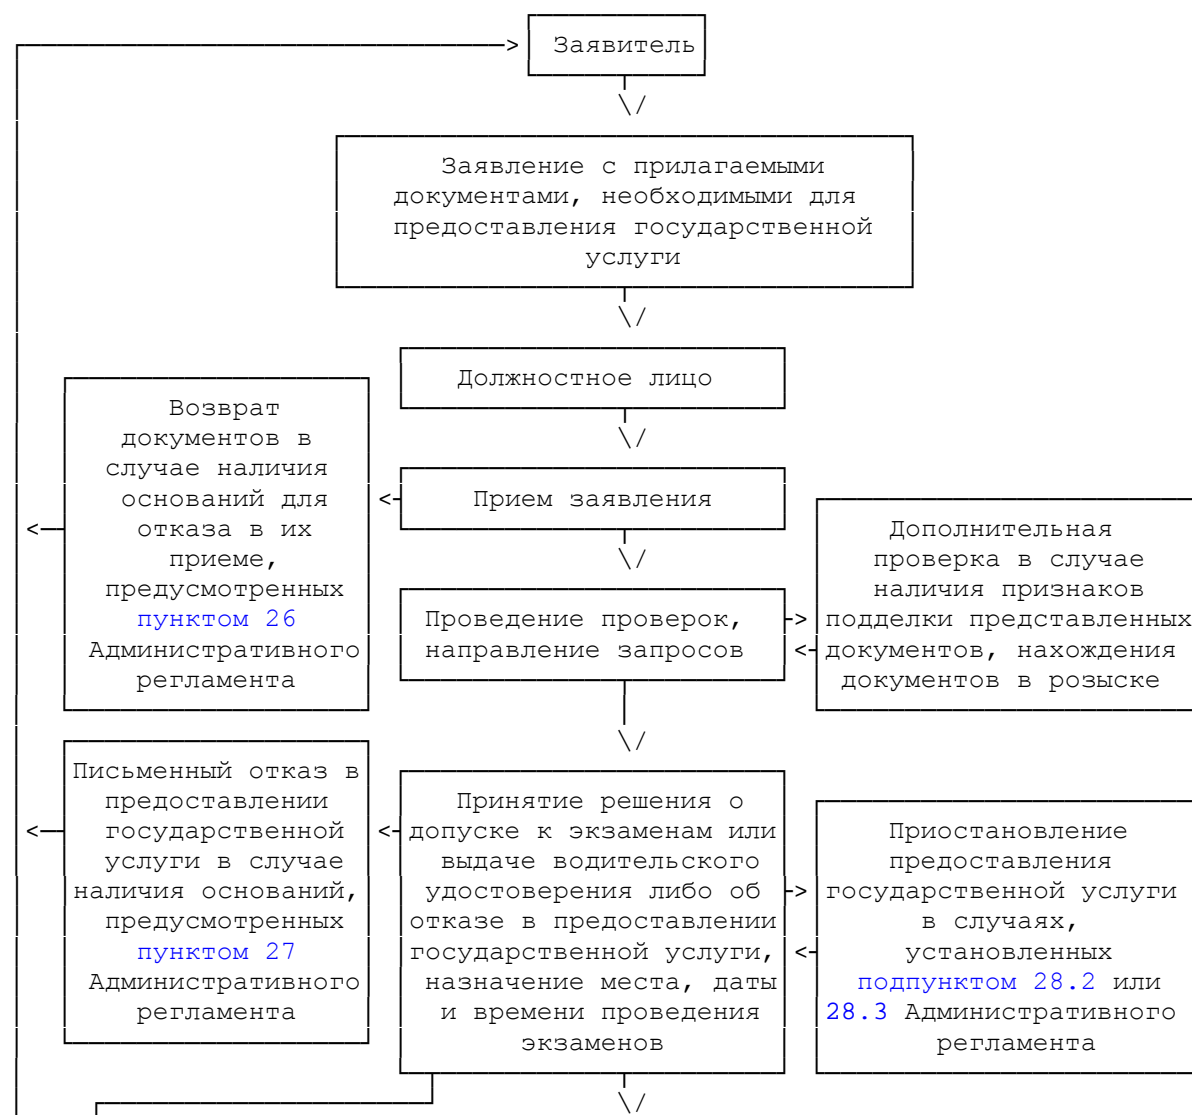 Заявитель
Заявление с прилагаемыми
документами, необходимыми для
предоставления государственной
услуги
Должностное лицо
Возврат
документов в
случае наличия
оснований для
отказа в их
приеме,
предусмотренных
пунктом 26
Административного
регламента
Прием заявления
Проведение проверок,
направление запросов
Дополнительная
проверка в случае
наличия признаков
подделки представленных
документов, нахождения
документов в розыске
Письменный отказ в
предоставлении
государственной
услуги в случае
наличия оснований,
предусмотренных
пунктом 27
Административного
регламента
Принятие решения о
допуске к экзаменам или
выдаче водительского
удостоверения либо об
отказе в предоставлении
государственной услуги,
назначение места, даты
и времени проведения
экзаменов
Приостановление
предоставления
государственной услуги
в случаях,
установленных
подпунктом 28.2 или
28.3 Административного
регламента